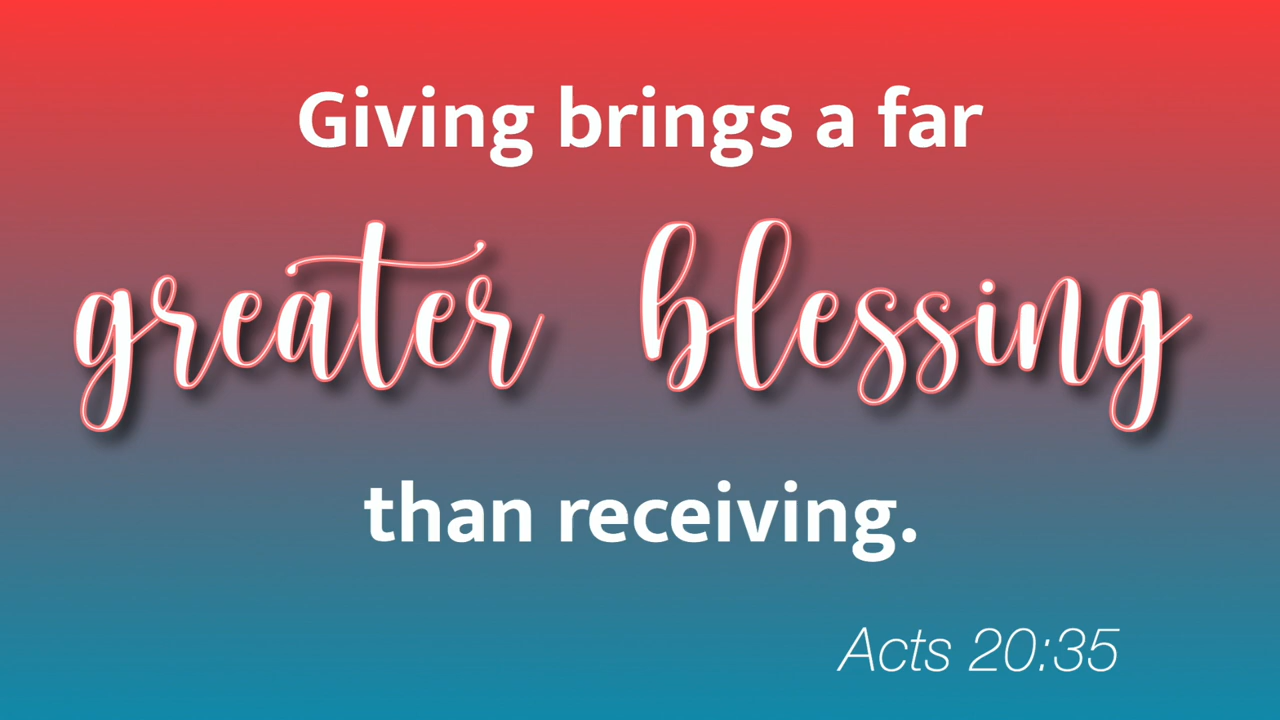 Giving brings a far
greater blessing
than receiving.
Acts 20:35